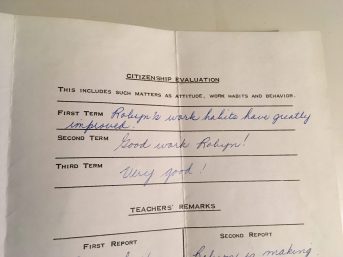 CITIZENSHIP EVALUATION
THIS INCLUDES SUCH MATTERS AS ATTITUDE, WORK HABITS AND BEHAVIOR.
FIRST TERM Robyn's work habits have greatly
improved!
SECOND TERM Good work Robyn!
THIRD TERM Very good!
TEACHERS' REMARKS
FIRST REPORT SECOND REPORT
Robyn is making